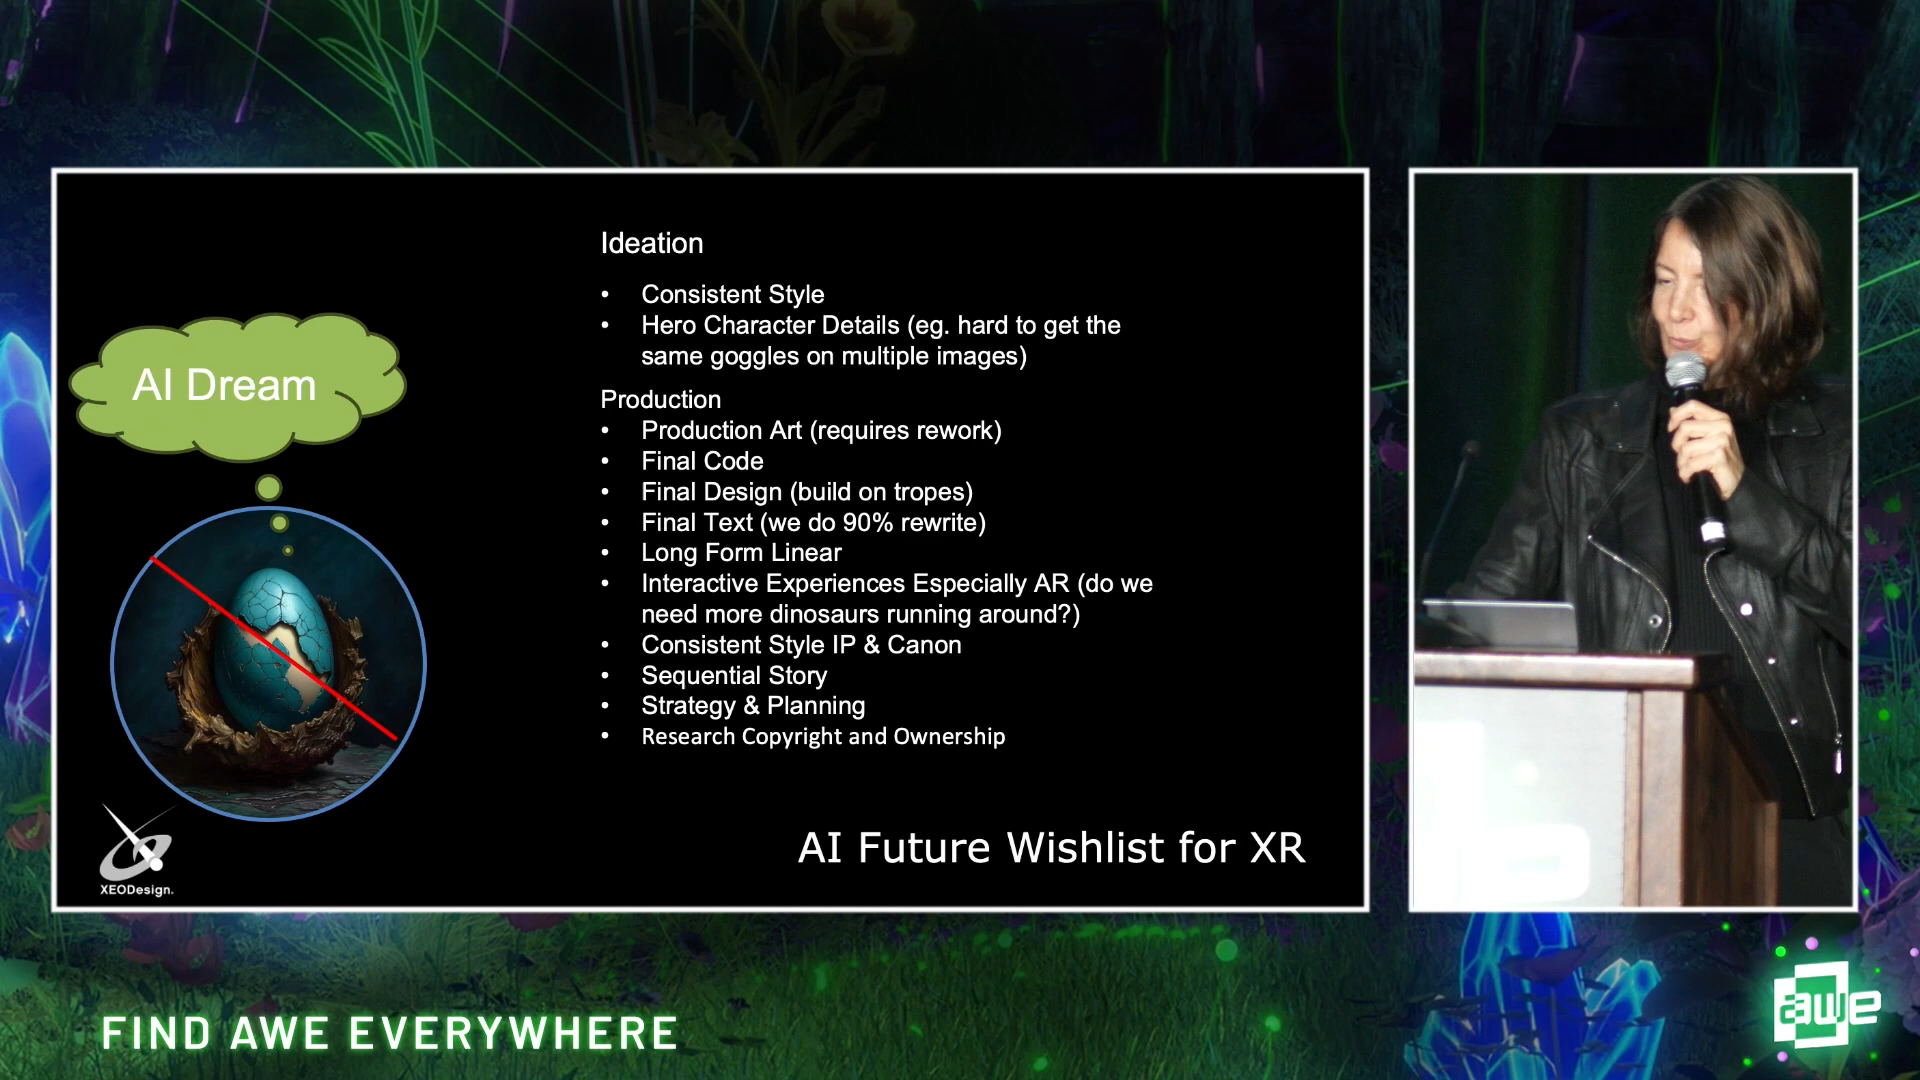 Ideation
• Consistent Style
• Hero Character Details (eg. hard to get the
same goggles on multiple images)
Production
• Production Art (requires rework)
• Final Code
• Final Design (build on tropes)
• Final Text (we do 90% rewrite)
• Long Form Linear
• Interactive Experiences Especially AR (do we
need more dinosaurs running around?)
• Consistent Style IP & Canon
• Sequential Story
• Strategy & Planning
• Research Copyright and Ownership
AI Dream
XEODesign.
AI Future Wishlist for XR
FIND AWE EVERYWHERE
awe